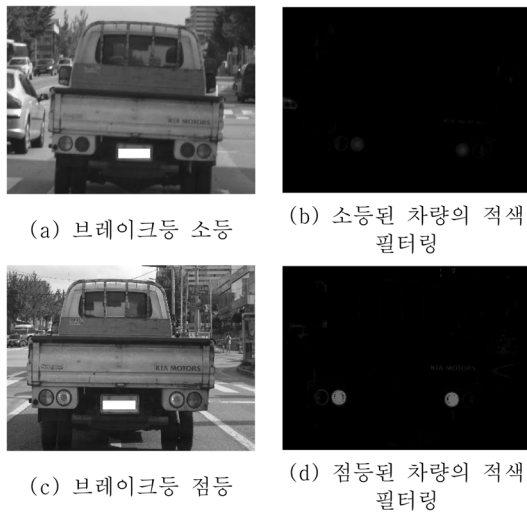 KIA MOTORS
(a) 브레이크등 소등
(b) 소등된 차량의 적색
필터링
KIA MOTORS
KIA MOTORS
(c) 브레이크등 점등
(d) 점등된 차량의 적색
필터링